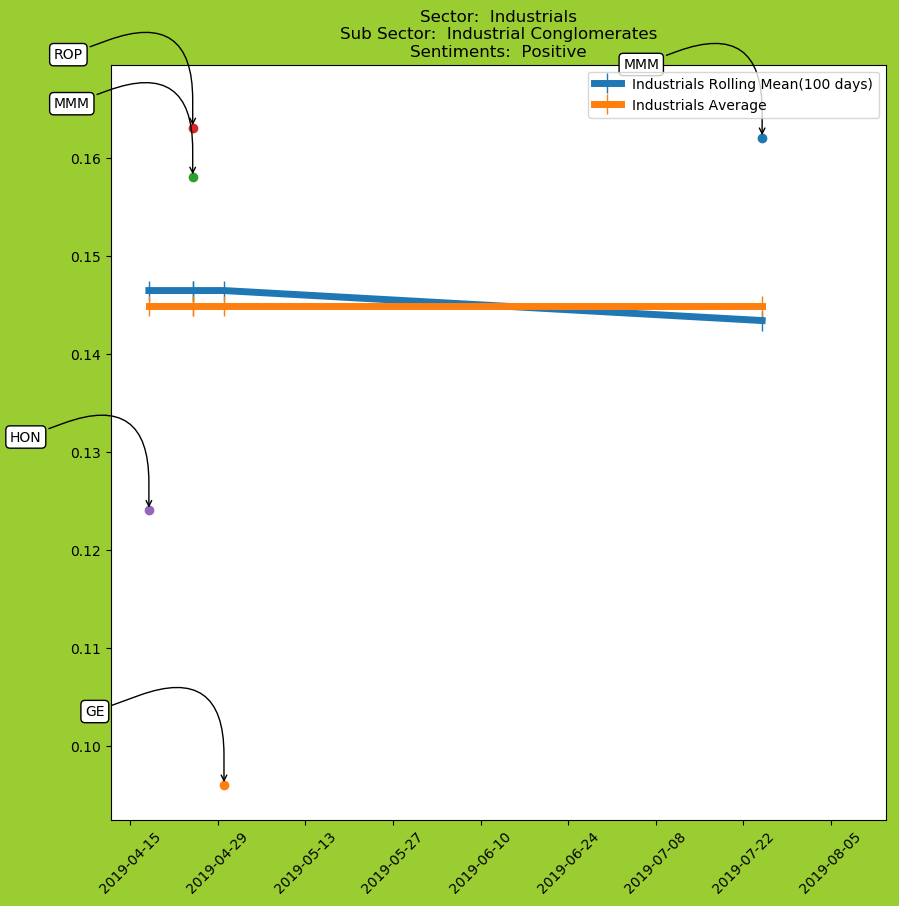 Sector:  Industrials
Sub Sector:  Industrial Conglomerates
Sentiments:  Positive
ROP
MMM
MMM
Industrials Rolling Mean(100 days)
Industrials Average
HON
GE
0.16
0.15
0.14
0.13
0.12
0.11
0.10
2019-04-15
2019-04-29
2019-05-13
2019-05-27
2019-06-10
2019-06-24
2019-07-08
2019-07-22
2019-08-05